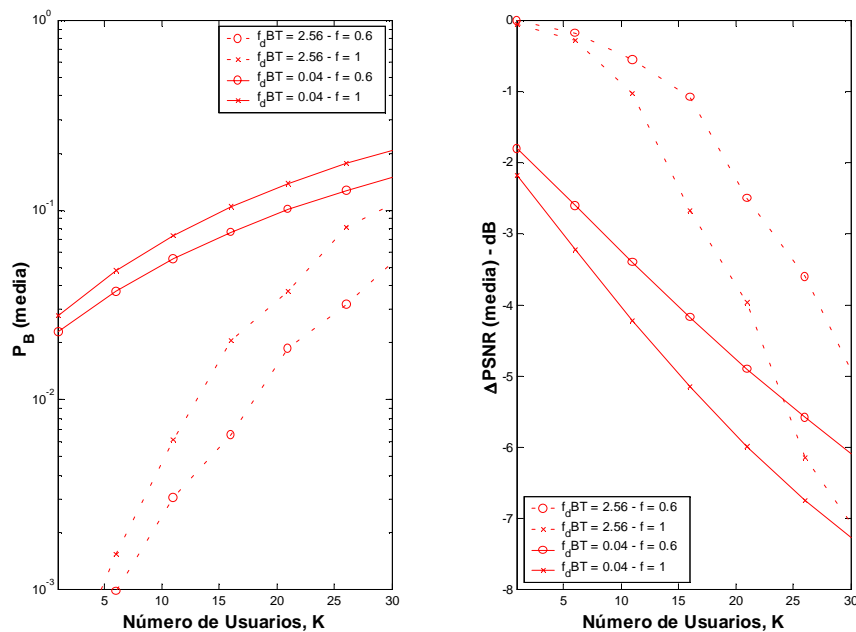 10^0
10^-1
10^-2
10^-3
P_B (media)
5 10 15 20 25 30
Número de Usuarios, K
f_dBT = 2.56 - f = 0.6
f_dBT = 2.56 - f = 1
f_dBT = 0.04 - f = 0.6
f_dBT = 0.04 - f = 1
0
-1
-2
-3
-4
-5
-6
-7
-8
ΔPSNR (media) - dB
5 10 15 20 25 30
Número de Usuarios, K
f_dBT = 2.56 - f = 0.6
f_dBT = 2.56 - f = 1
f_dBT = 0.04 - f = 0.6
f_dBT = 0.04 - f = 1